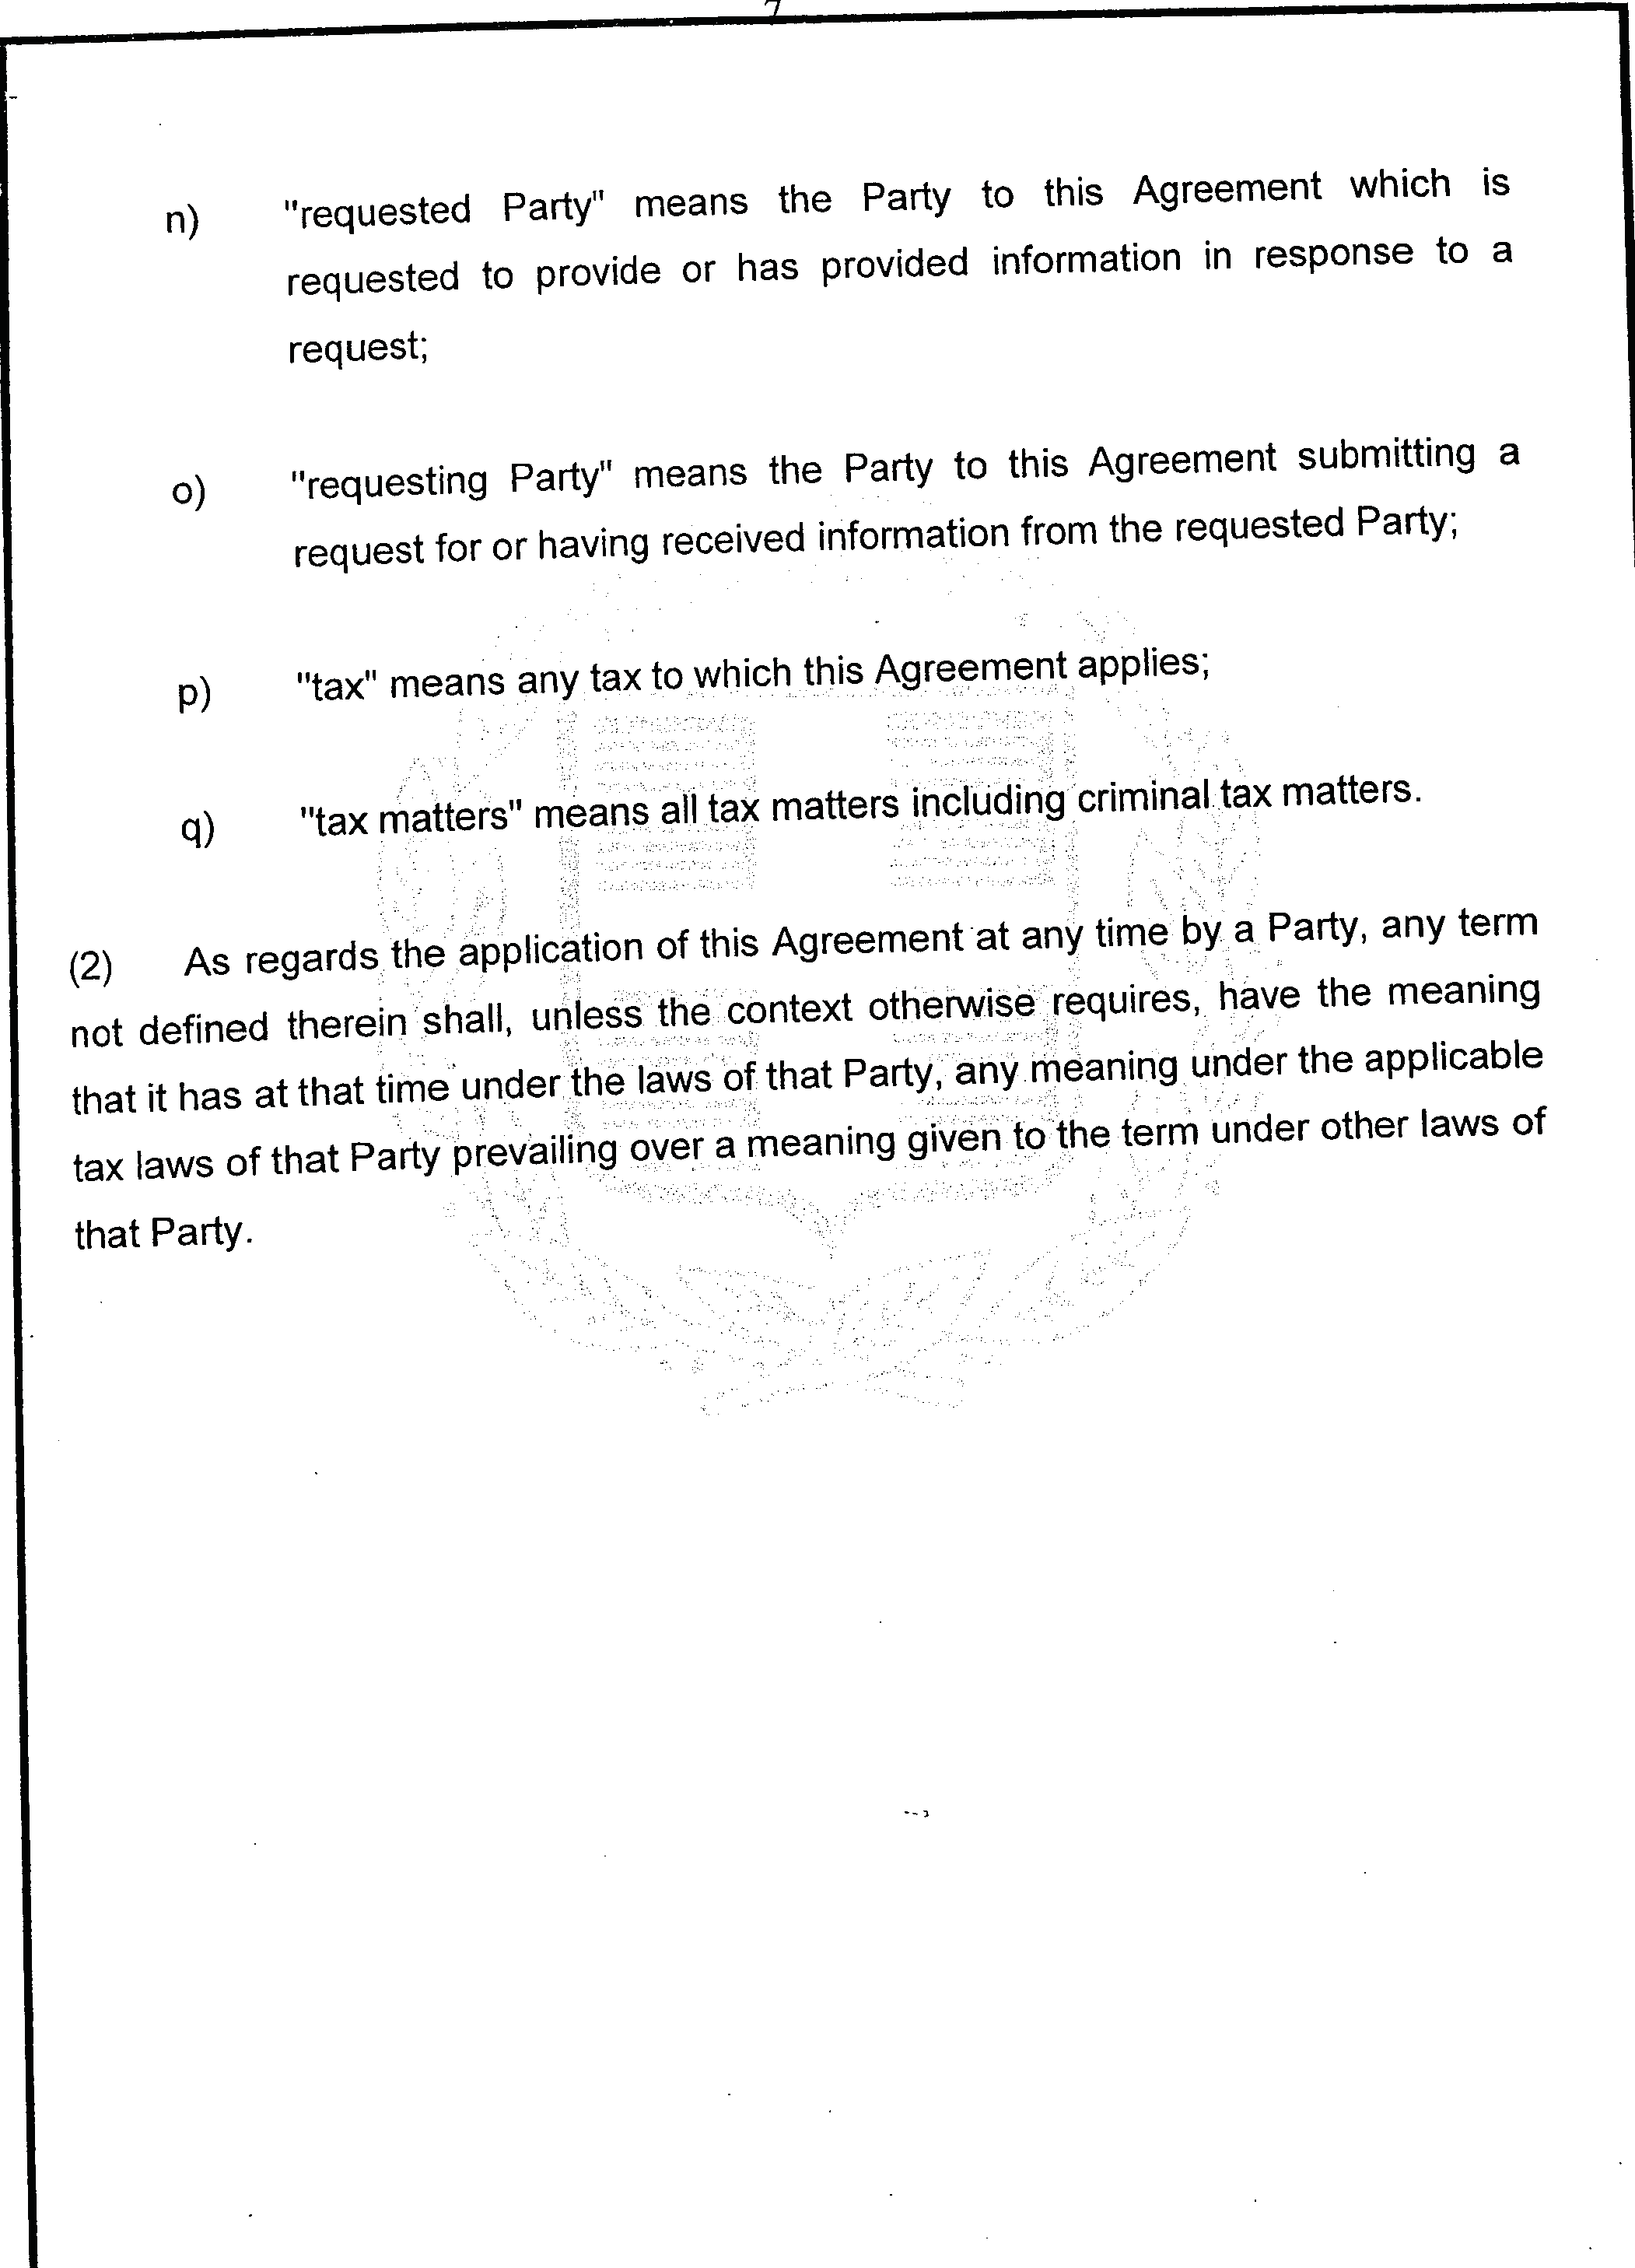 7
n) "requested Party" means the Party to this Agreement which is
requested to provide or has provided information in response to a
request;
o) "requesting Party" means the Party to this Agreement submitting a
request for or having received information from the requested Party;
p) "tax" means any tax to which this Agreement applies;
q) "tax matters" means all tax matters including criminal tax matters.
(2) As regards the application of this Agreement at any time by a Party, any term
not defined therein shall, unless the context otherwise requires, have the meaning
that it has at that time under the laws of that Party, any meaning under the applicable
tax laws of that Party prevailing over a meaning given to the term under other laws of
that Party.